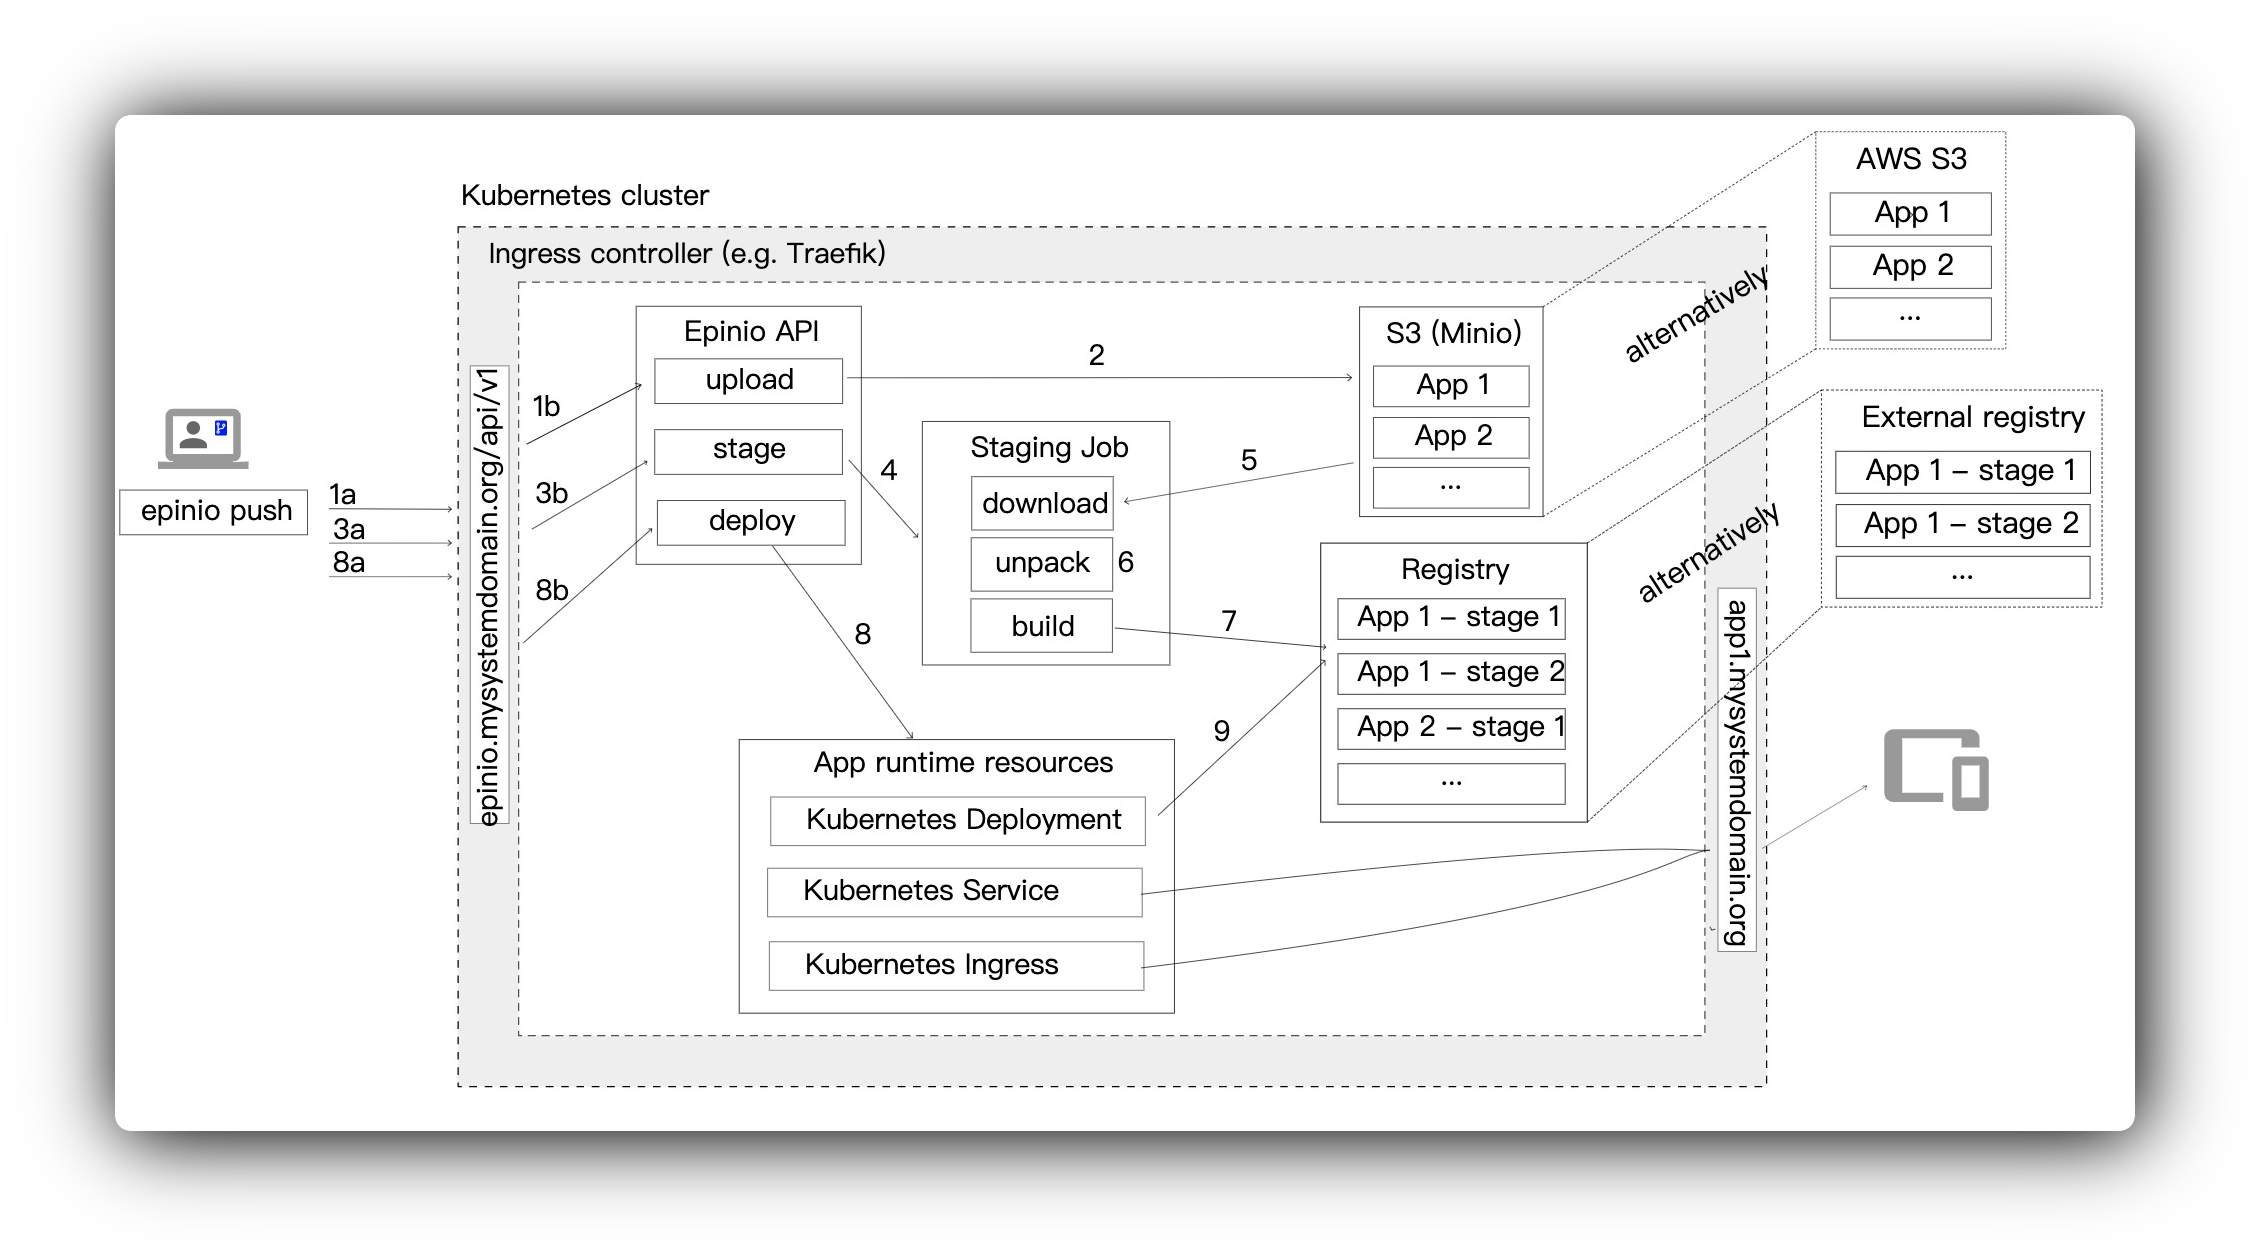 Kubernetes cluster
Ingress controller (e.g. Traefik)
epinio push
1a
3a
8a
epinio.mysystemdomain.org/api/v1
1b
3b
8b
Epinio API
upload
stage
deploy
2
4
8
Staging Job
download
unpack
6
build
5
7
9
S3 (Minio)
App 1
App 2
...
Registry
App 1 – stage 1
App 1 – stage 2
App 2 – stage 1
...
App runtime resources
Kubernetes Deployment
Kubernetes Service
Kubernetes Ingress
alternatively
alternatively
app1.mysystemdomain.org
AWS S3
App 1
App 2
...
External registry
App 1 – stage 1
App 1 – stage 2
...